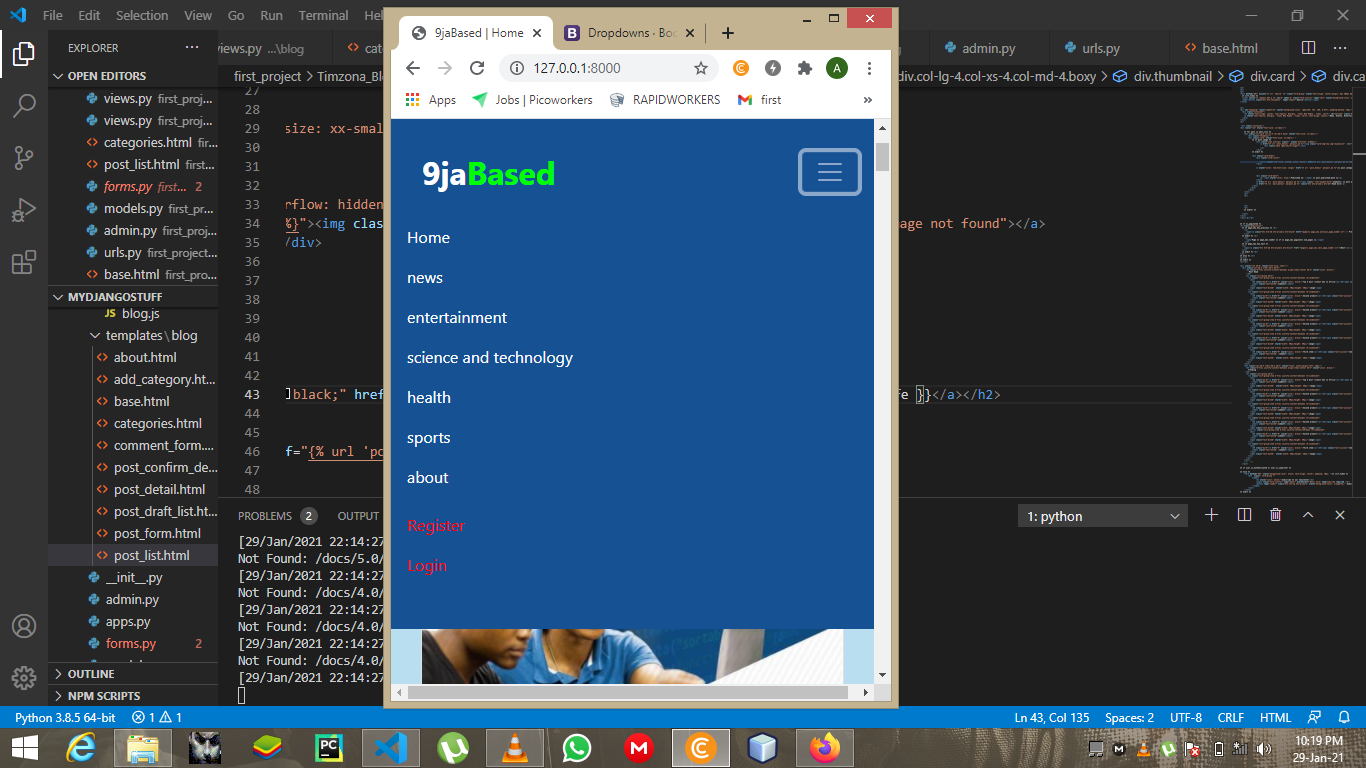 File Edit Selection View Go Run Terminal Hel
EXPLORER
OPEN EDITORS
views.py first_proj...
views.py first_proj...
categories.html fir...
post_list.html first...
forms.py first... 2
models.py first_pr...
admin.py first_proj...
urls.py first_project...
base.html first_pro...
MYDJANGOSTUFF
blog.js
templates\blog
about.html
add_category.ht...
base.html
categories.html
comment_form....
post_confirm_de...
post_detail.html
post_draft_list.ht...
post_form.html
post_list.html
__init__.py
admin.py
apps.py
forms.py 2
OUTLINE
NPM SCRIPTS
views.py ...\blog
admin.py
urls.py
base.html
first_project > Timzona_Bl
div.col-lg-4.col-xs-4.col-md-4.boxy > div.thumbnail > div.card > div.ca
27
28
29 size: xx-smal
30
31
32
33 rflow: hidden
34 %}"><img clas age not found"></a>
35 /div>
36
37
38
39
40
41
42
43 black;" href fe }}</a></h2>
44
45
46 f="{% url 'po
47
48
PROBLEMS 2 OUTPUT
1: python
[29/Jan/2021 22:14:27
Not Found: /docs/5.0/
[29/Jan/2021 22:14:27
Not Found: /docs/4.0/
[29/Jan/2021 22:14:27
Not Found: /docs/4.0/
[29/Jan/2021 22:14:27
Not Found: /docs/4.0/
[29/Jan/2021 22:14:27
9jaBased | Home
Dropdowns · Boo
127.0.0.1:8000
A
Apps
Jobs | Picoworkers
RAPIDWORKERS
first
»
9jaBased
Home
news
entertainment
science and technology
health
sports
about
Register
Login
Python 3.8.5 64-bit
1 1
Ln 43, Col 135
Spaces: 2
UTF-8
CRLF
HTML
10:19 PM
29-Jan-21